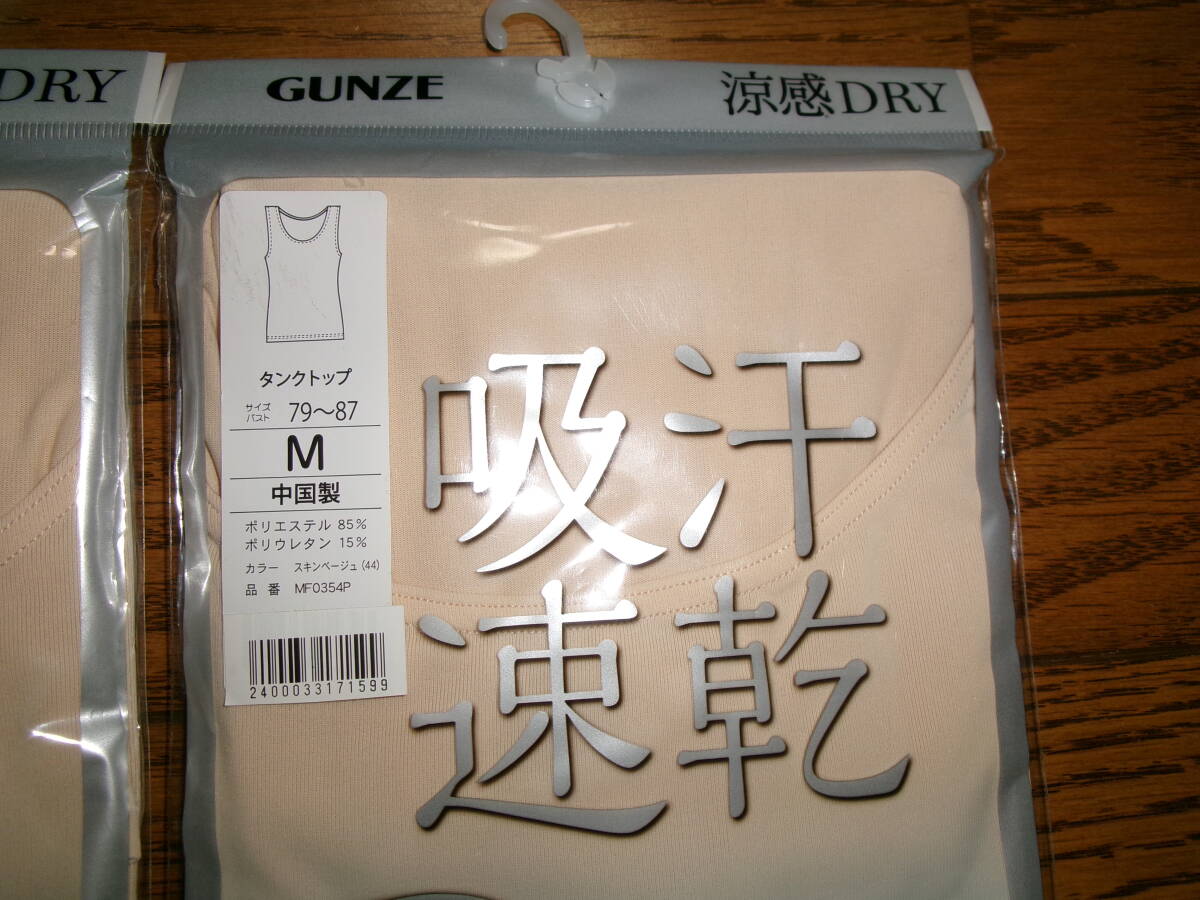 DRY
GUNZE
涼感DRY
タンクトップ
サイズ
バスト 79～87
M
中国製
ポリエステル 85%
ポリウレタン 15%
カラー スキンベージュ(44)
品番 MF0354P
2400033171599
吸汗
速乾